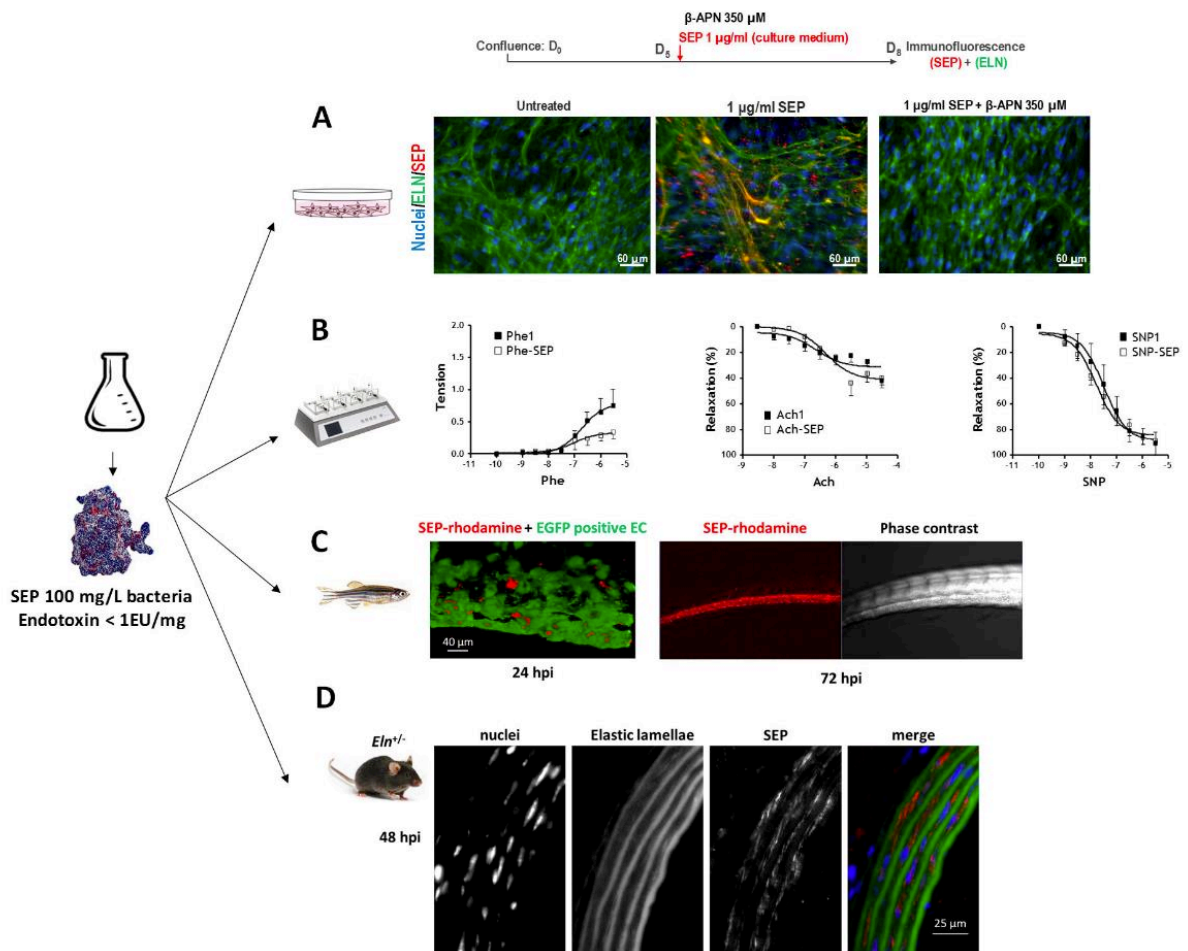 β-APN 350 µM
SEP 1 µg/ml (culture medium)
Confluence: D0
D5
D8 Immunofluorescence
(SEP) + (ELN)
A
Untreated
1 µg/ml SEP
1 µg/ml SEP + β-APN 350 µM
Nuclei/ELN/SEP
60 µm
60 µm
60 µm
B
2.0
1.5
1.0
0.5
0.0
Tension
Phe1
Phe-SEP
-11 -10 -9 -8 -7 -6 -5
Phe
0
20
40
60
80
100
Relaxation (%)
Ach1
Ach-SEP
-9 -8 -7 -6 -5 -4
Ach
0
20
40
60
80
100
Relaxation (%)
SNP1
SNP-SEP
-11 -10 -9 -8 -7 -6 -5
SNP
SEP 100 mg/L bacteria
Endotoxin < 1EU/mg
C
SEP-rhodamine + EGFP positive EC
SEP-rhodamine
Phase contrast
40 µm
24 hpi
72 hpi
D
Eln+/-
48 hpi
nuclei
Elastic lamellae
SEP
merge
25 µm